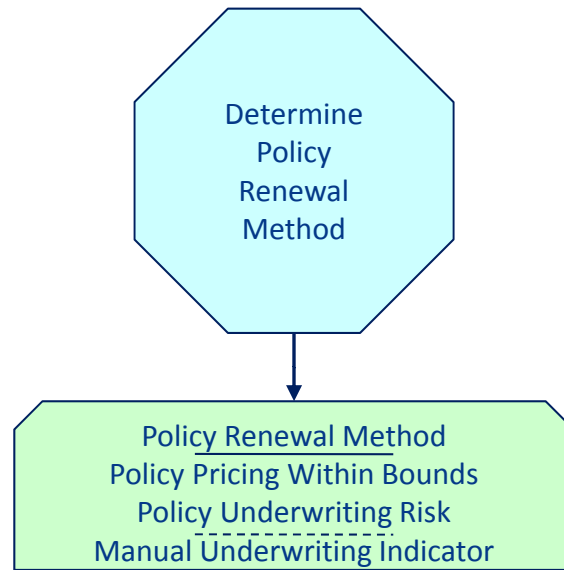 Determine
Policy
Renewal
Method
Policy Renewal Method
Policy Pricing Within Bounds
Policy Underwriting Risk
Manual Underwriting Indicator